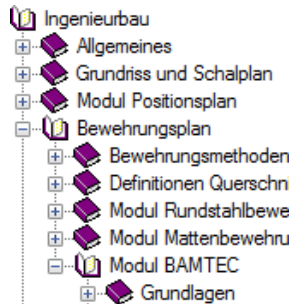 Ingenieurbau
Allgemeines
Grundriss und Schalplan
Modul Positionsplan
Bewehrungsplan
Bewehrungsmethoden
Definitionen Querschni
Modul Rundstahlbewe
Modul Mattenbewehru
Modul BAMTEC
Grundlagen